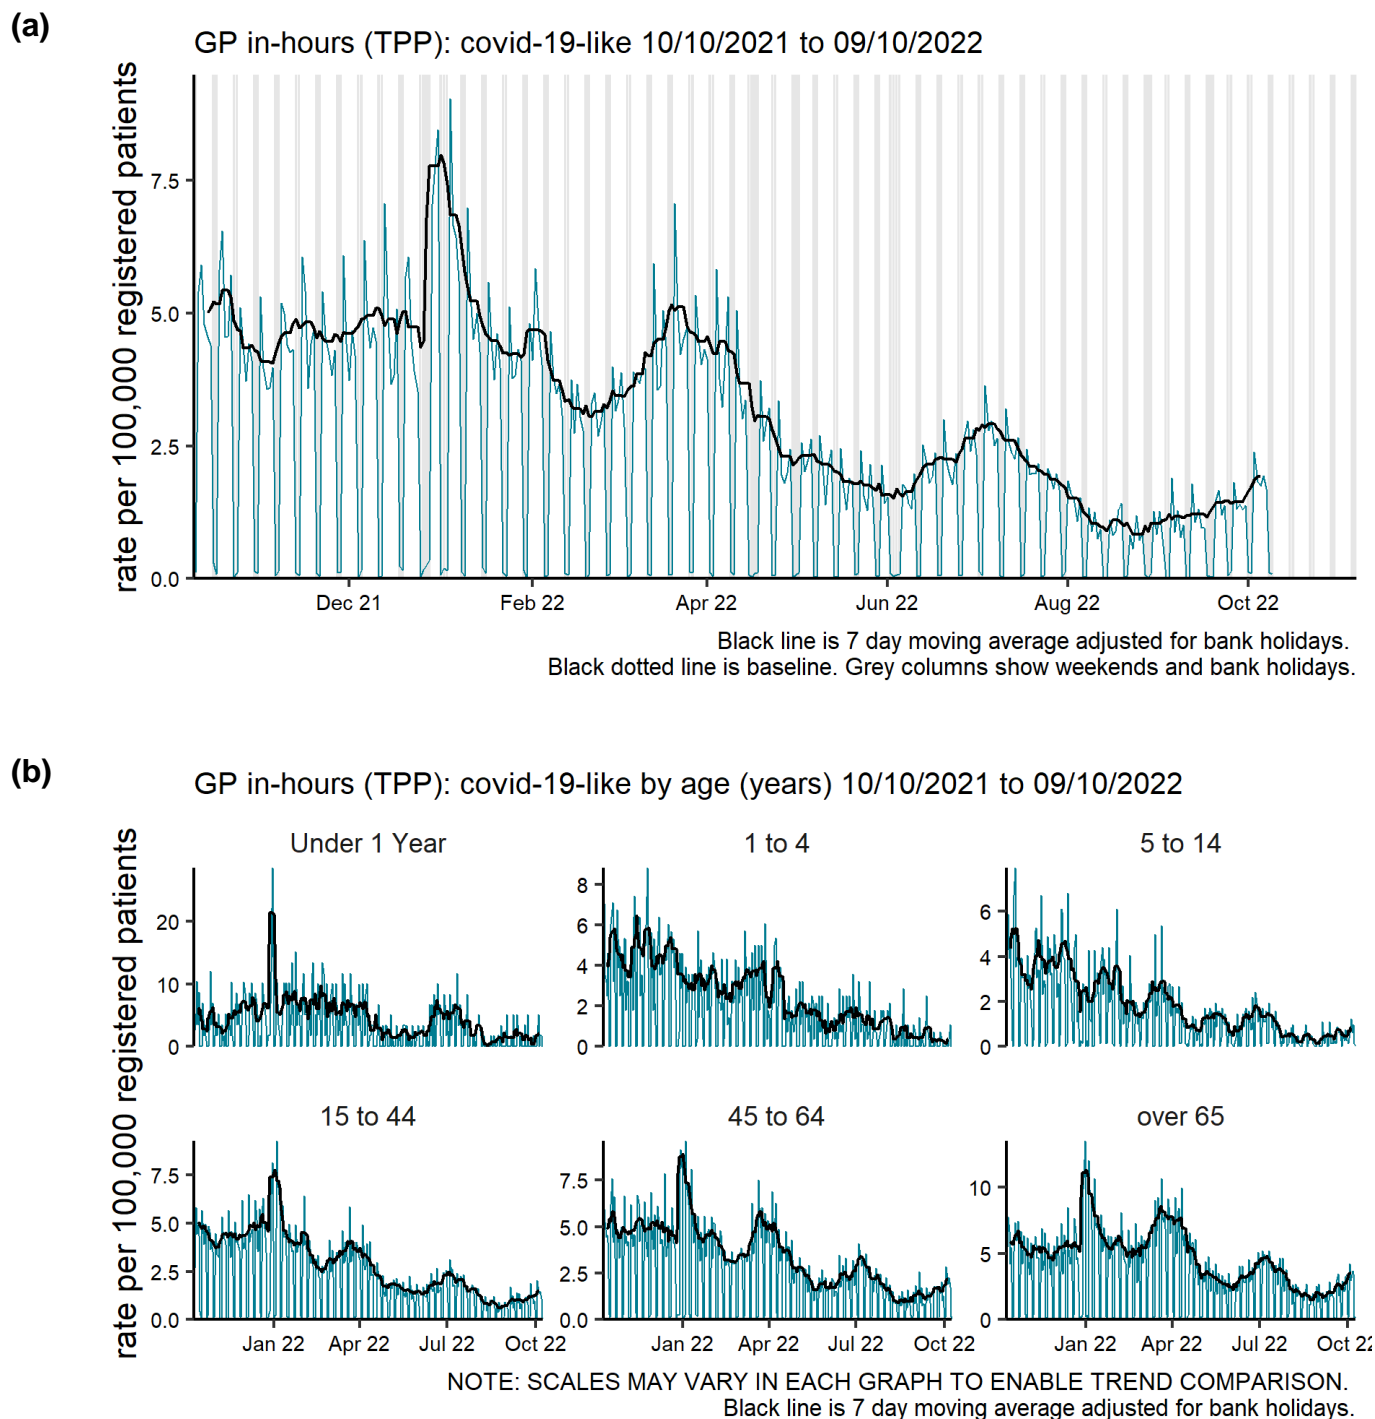 (a)
GP in-hours (TPP): covid-19-like 10/10/2021 to 09/10/2022
rate per 100,000 registered patients
7.5
5.0
2.5
0.0
Dec 21 Feb 22 Apr 22 Jun 22 Aug 22 Oct 22
Black line is 7 day moving average adjusted for bank holidays.
Black dotted line is baseline. Grey columns show weekends and bank holidays.
(b)
GP in-hours (TPP): covid-19-like by age (years) 10/10/2021 to 09/10/2022
rate per 100,000 registered patients
Under 1 Year
20
10
0
1 to 4
8
6
4
2
0
5 to 14
6
4
2
0
15 to 44
7.5
5.0
2.5
0.0
Jan 22 Apr 22 Jul 22 Oct 22
45 to 64
7.5
5.0
2.5
0.0
Jan 22 Apr 22 Jul 22 Oct 22
over 65
10
5
0
Jan 22 Apr 22 Jul 22 Oct 22
NOTE: SCALES MAY VARY IN EACH GRAPH TO ENABLE TREND COMPARISON.
Black line is 7 day moving average adjusted for bank holidays.